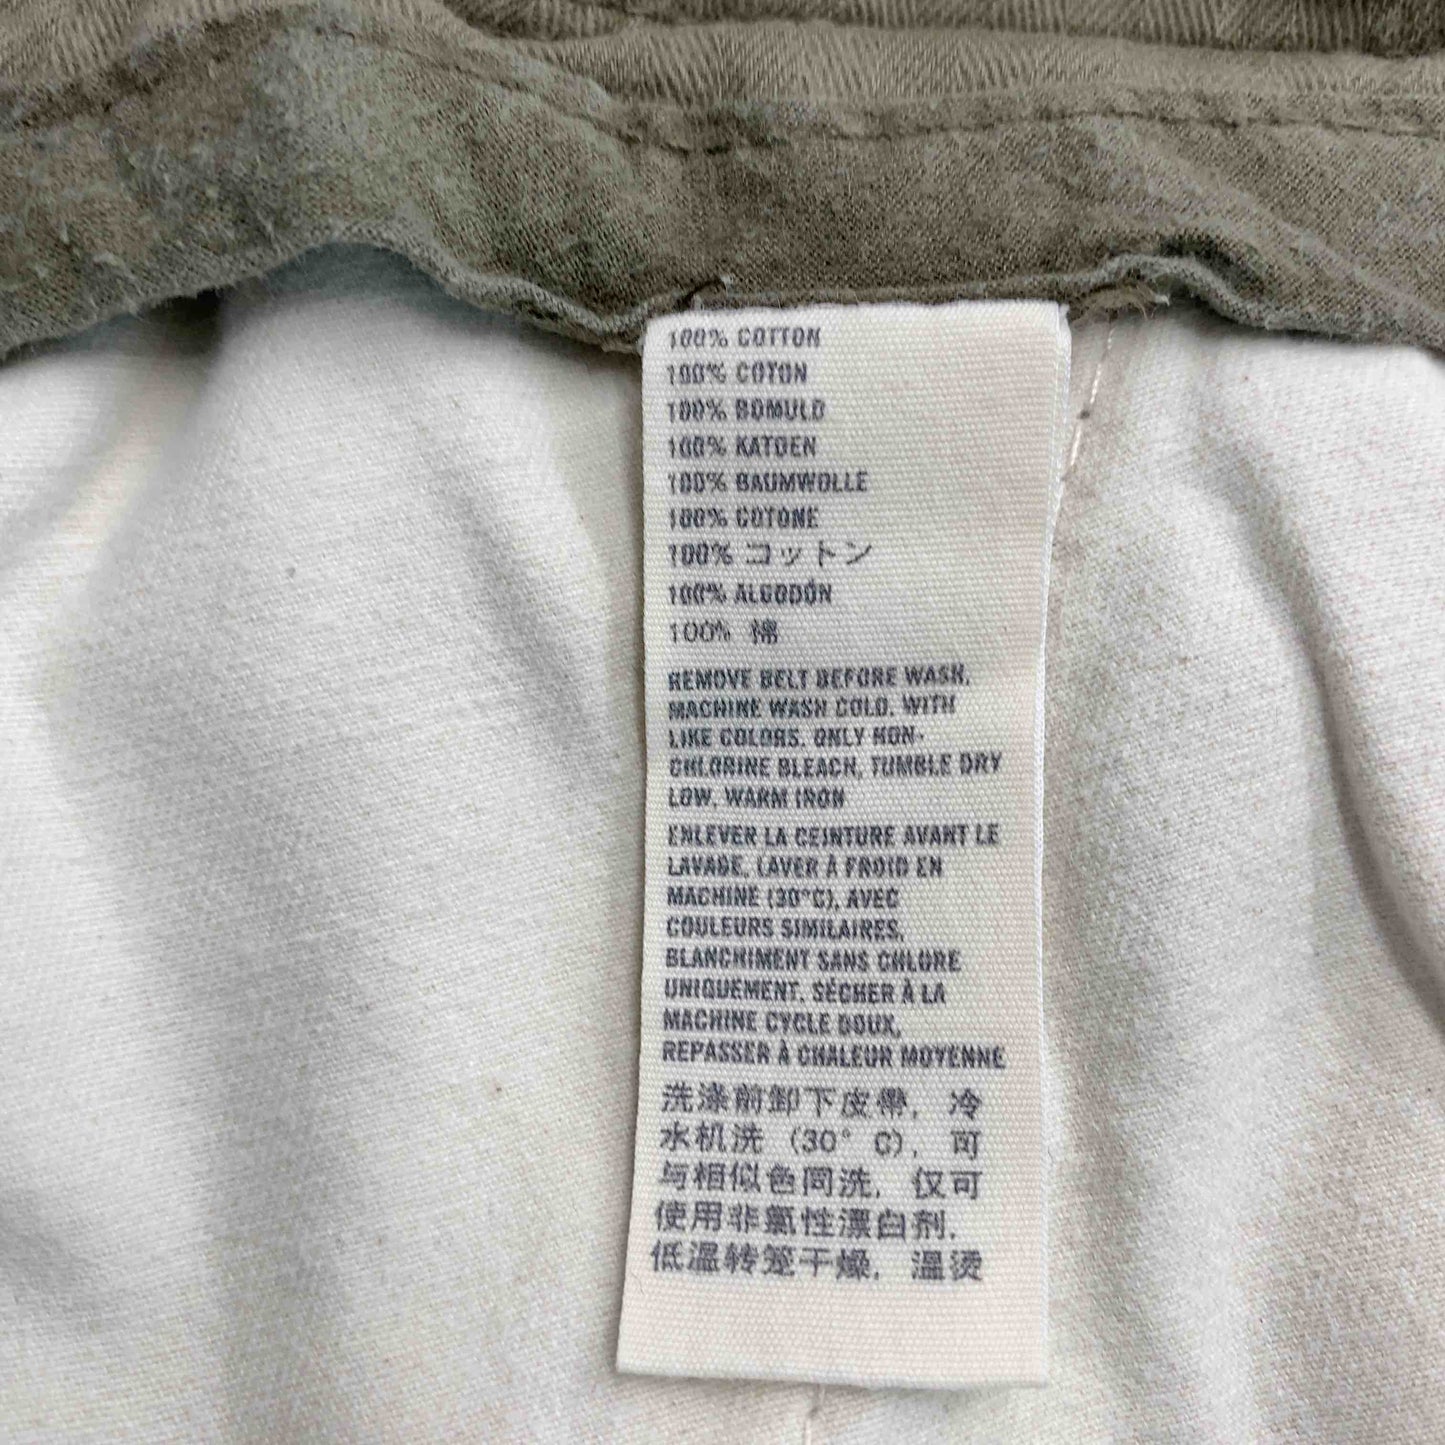 100% COTTON
100% COTON
100% BOMULD
100% KATOEN
100% BAUMWOLLE
100% COTONE
100% コットン
100% ALGODÓN
100% 棉
REMOVE BELT BEFORE WASH,
MACHINE WASH COLD, WITH
LIKE COLORS, ONLY NON-
CHLORINE BLEACH, TUMBLE DRY
LOW, WARM IRON
ENLEVER LA CEINTURE AVANT LE
LAVAGE, LAVER À FROID EN
MACHINE (30°C), AVEC
COULEURS SIMILAIRES,
BLANCHIMENT SANS CHLORE
UNIQUEMENT, SÉCHER À LA
MACHINE CYCLE DOUX,
REPASSER À CHALEUR MOYENNE
洗涤前卸下皮带, 冷
水机洗 (30° C), 可
与相似色同洗, 仅可
使用非氯性漂白剂,
低温转笼干燥, 温烫